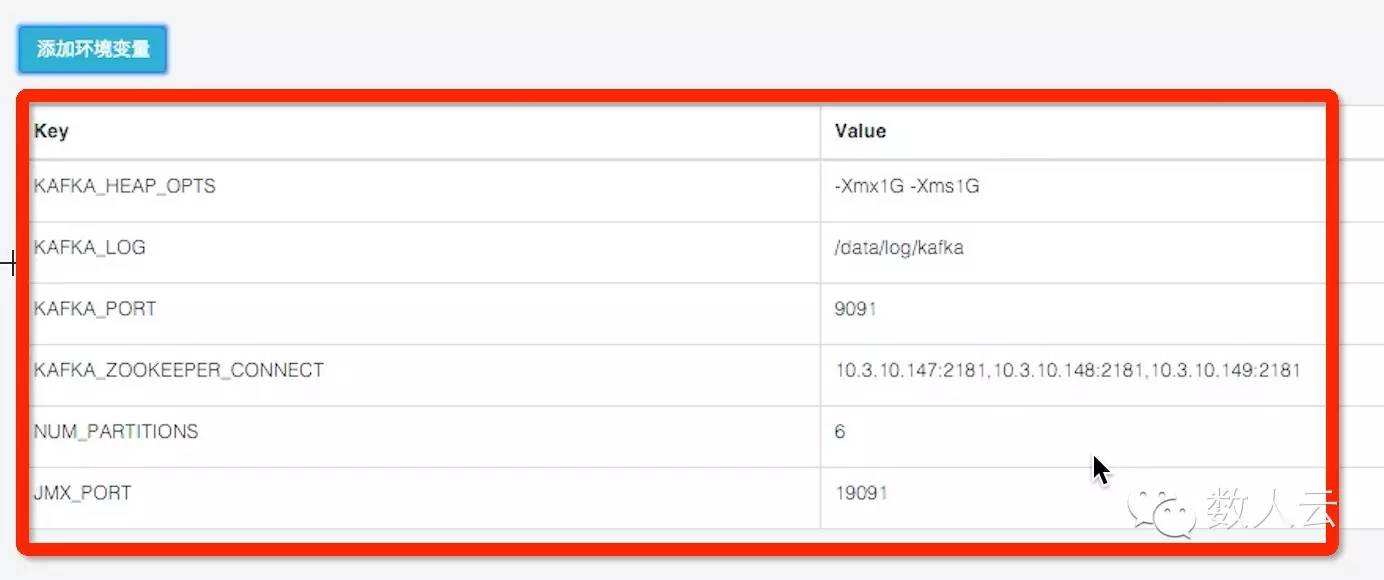 添加环境变量
Key Value
KAFKA_HEAP_OPTS -Xmx1G -Xms1G
KAFKA_LOG /data/log/kafka
KAFKA_PORT 9091
KAFKA_ZOOKEEPER_CONNECT 10.3.10.147:2181,10.3.10.148:2181,10.3.10.149:2181
NUM_PARTITIONS 6
JMX_PORT 19091
数人云